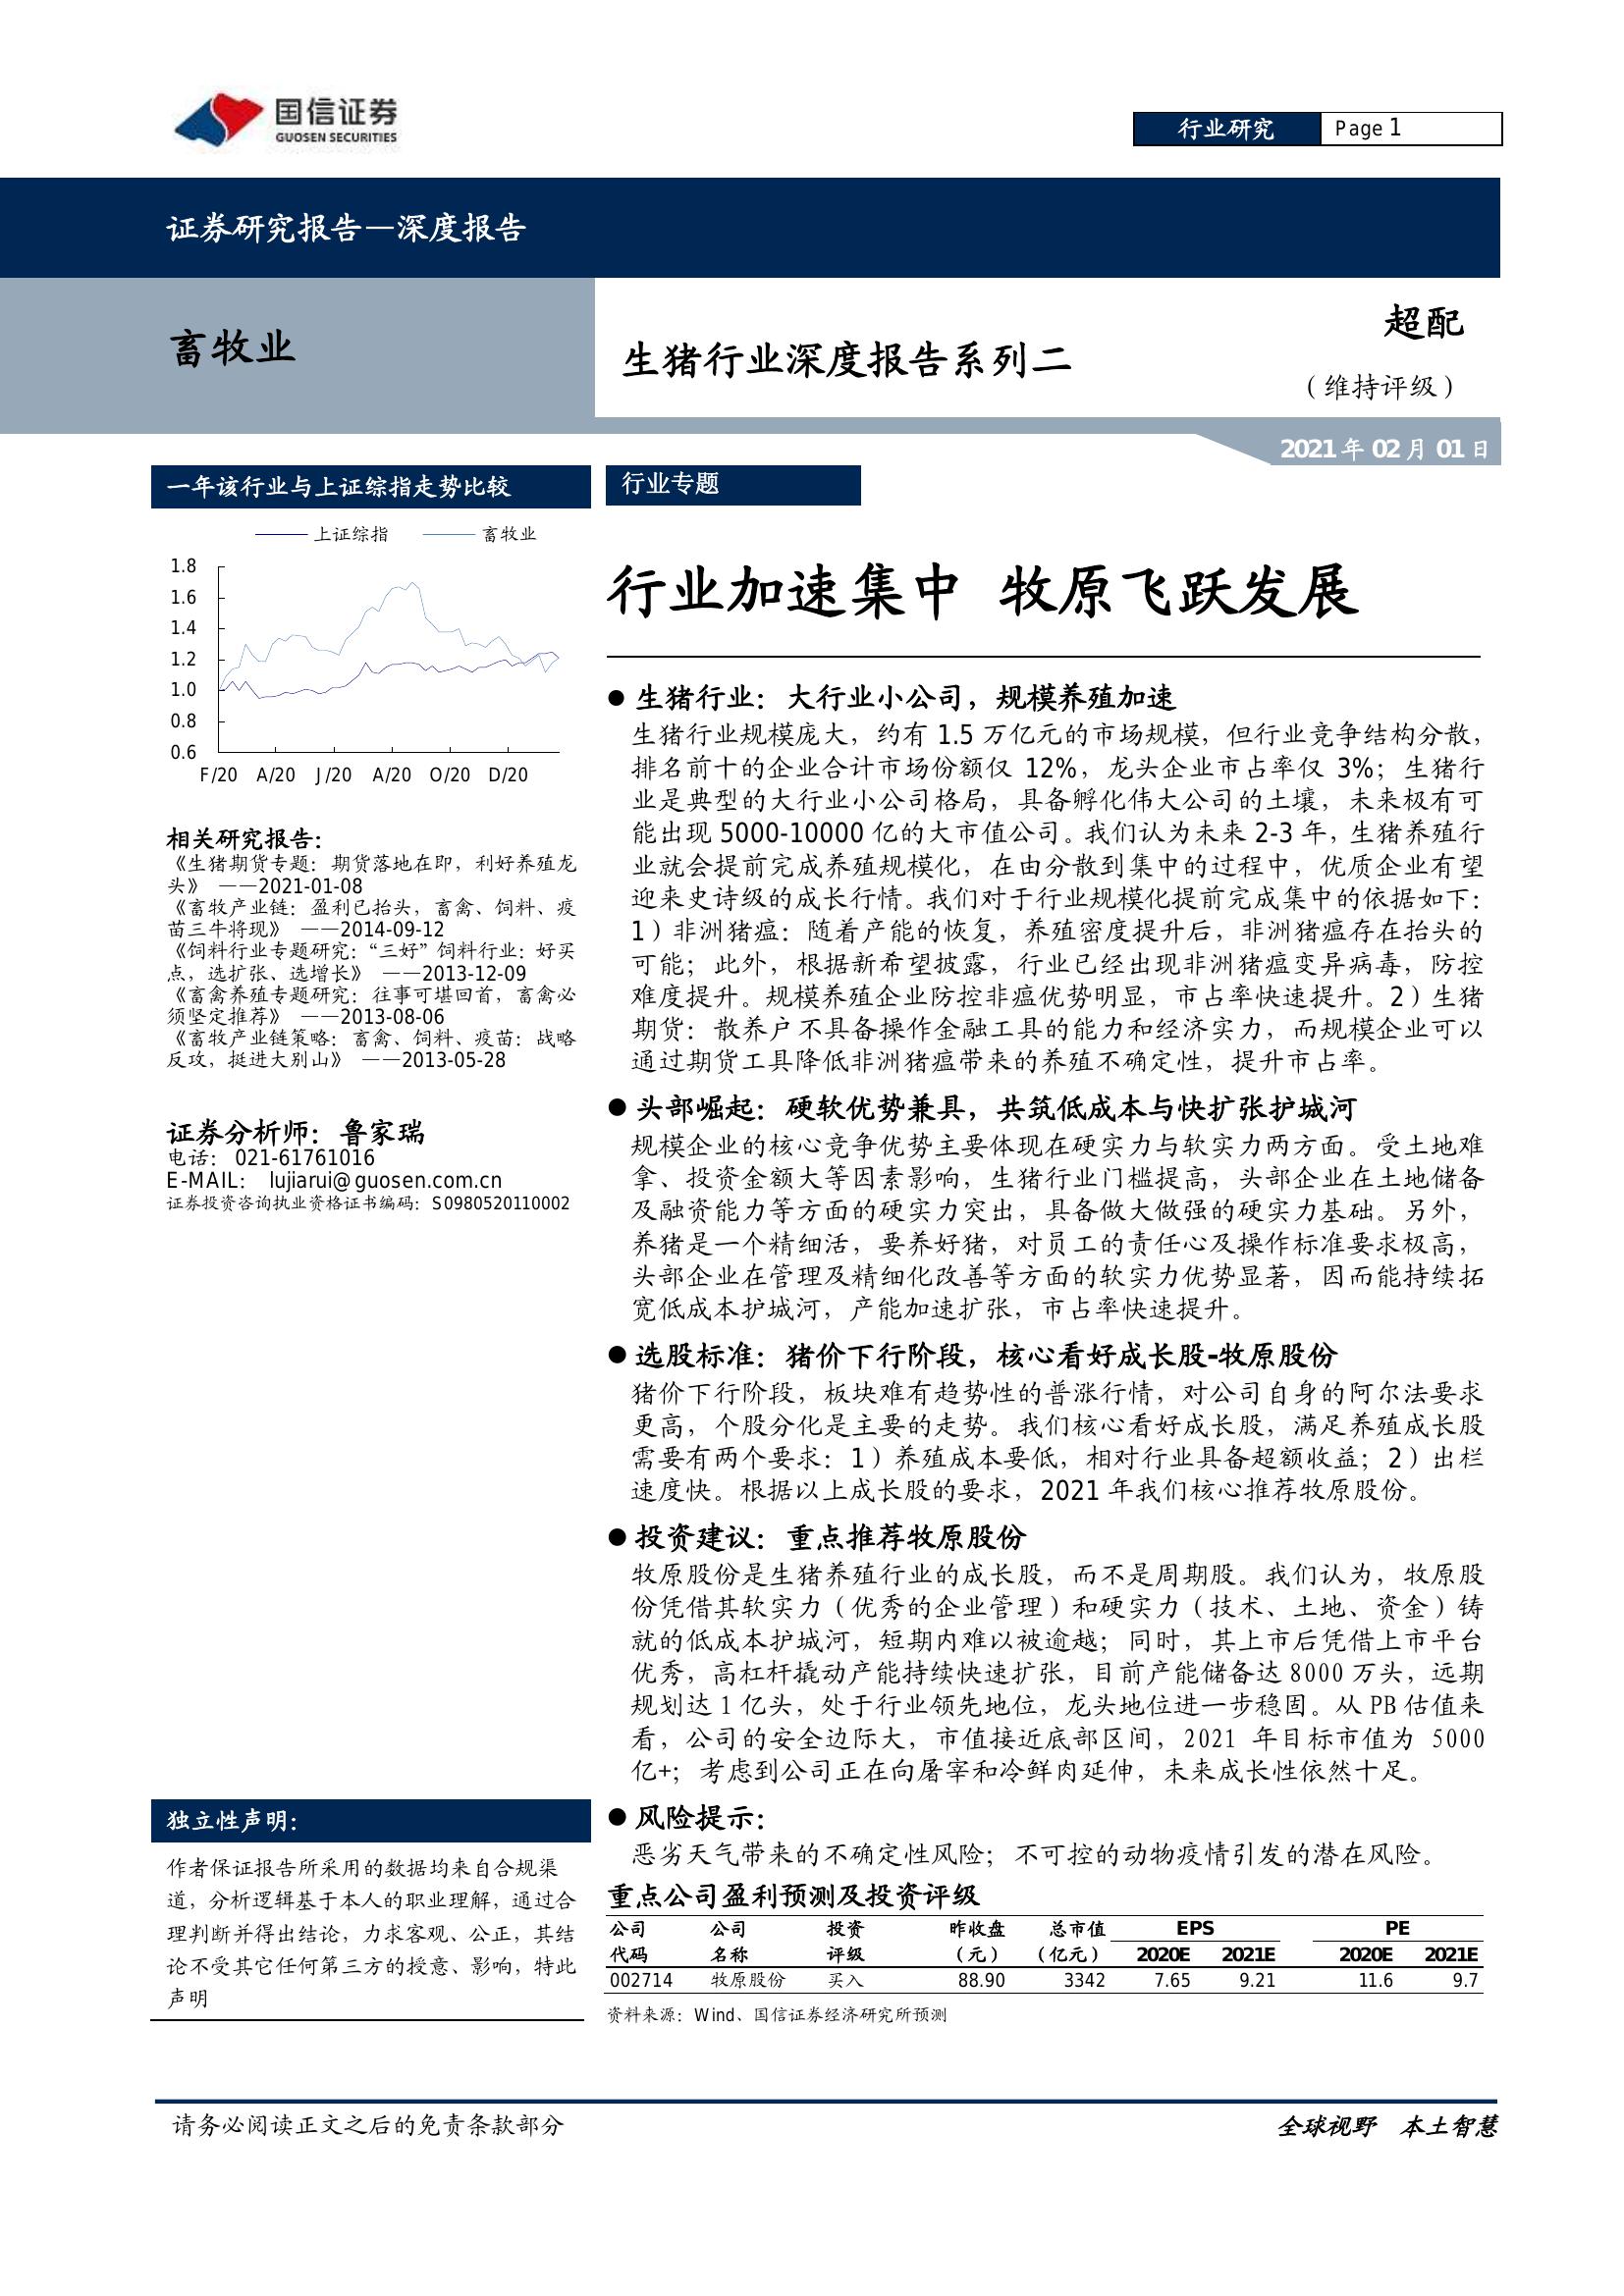 国信证券
GUOSEN SECURITIES
行业研究
Page 1
证券研究报告—深度报告
畜牧业
生猪行业深度报告系列二
超配
（维持评级）
2021 年 02 月 01 日
一年该行业与上证综指走势比较
上证综指 畜牧业
1.8
1.6
1.4
1.2
1.0
0.8
0.6
F/20 A/20 J/20 A/20 O/20 D/20
相关研究报告：
《生猪期货专题：期货落地在即，利好养殖龙
头》 ——2021-01-08
《畜牧产业链：盈利已抬头，畜禽、饲料、疫
苗三牛将现》 ——2014-09-12
《饲料行业专题研究：“三好”饲料行业：好买
点，选扩张、选增长》 ——2013-12-09
《畜禽养殖专题研究：往事可堪回首，畜禽必
须坚定推荐》 ——2013-08-06
《畜牧产业链策略：畜禽、饲料、疫苗：战略
反攻，挺进大别山》 ——2013-05-28
证券分析师：鲁家瑞
电话： 021-61761016
E-MAIL： lujiarui@guosen.com.cn
证券投资咨询执业资格证书编码：S0980520110002
独立性声明：
作者保证报告所采用的数据均来自合规渠
道，分析逻辑基于本人的职业理解，通过合
理判断并得出结论，力求客观、公正，其结
论不受其它任何第三方的授意、影响，特此
声明
行业专题
行业加速集中 牧原飞跃发展
● 生猪行业：大行业小公司，规模养殖加速
生猪行业规模庞大，约有 1.5 万亿元的市场规模，但行业竞争结构分散，
排名前十的企业合计市场份额仅 12%，龙头企业市占率仅 3%；生猪行
业是典型的大行业小公司格局，具备孵化伟大公司的土壤，未来极有可
能出现 5000-10000 亿的大市值公司。我们认为未来 2-3 年，生猪养殖行
业就会提前完成养殖规模化，在由分散到集中的过程中，优质企业有望
迎来史诗级的成长行情。我们对于行业规模化提前完成集中的依据如下：
1）非洲猪瘟：随着产能的恢复，养殖密度提升后，非洲猪瘟存在抬头的
可能；此外，根据新希望披露，行业已经出现非洲猪瘟变异病毒，防控
难度提升。规模养殖企业防控非瘟优势明显，市占率快速提升。2）生猪
期货：散养户不具备操作金融工具的能力和经济实力，而规模企业可以
通过期货工具降低非洲猪瘟带来的养殖不确定性，提升市占率。
● 头部崛起：硬软优势兼具，共筑低成本与快扩张护城河
规模企业的核心竞争优势主要体现在硬实力与软实力两方面。受土地难
拿、投资金额大等因素影响，生猪行业门槛提高，头部企业在土地储备
及融资能力等方面的硬实力突出，具备做大做强的硬实力基础。另外，
养猪是一个精细活，要养好猪，对员工的责任心及操作标准要求极高，
头部企业在管理及精细化改善等方面的软实力优势显著，因而能持续拓
宽低成本护城河，产能加速扩张，市占率快速提升。
● 选股标准：猪价下行阶段，核心看好成长股-牧原股份
猪价下行阶段，板块难有趋势性的普涨行情，对公司自身的阿尔法要求
更高，个股分化是主要的走势。我们核心看好成长股，满足养殖成长股
需要有两个要求：1）养殖成本要低，相对行业具备超额收益；2）出栏
速度快。根据以上成长股的要求，2021 年我们核心推荐牧原股份。
● 投资建议：重点推荐牧原股份
牧原股份是生猪养殖行业的成长股，而不是周期股。我们认为，牧原股
份凭借其软实力（优秀的企业管理）和硬实力（技术、土地、资金）铸
就的低成本护城河，短期内难以被逾越；同时，其上市后凭借上市平台
优秀，高杠杆撬动产能持续快速扩张，目前产能储备达 8000 万头，远期
规划达 1 亿头，处于行业领先地位，龙头地位进一步稳固。从 PB 估值来
看，公司的安全边际大，市值接近底部区间，2021 年目标市值为 5000
亿+；考虑到公司正在向屠宰和冷鲜肉延伸，未来成长性依然十足。
● 风险提示：
恶劣天气带来的不确定性风险；不可控的动物疫情引发的潜在风险。
重点公司盈利预测及投资评级
公司 公司 投资 昨收盘 总市值 EPS PE
代码 名称 评级 （元） （亿元） 2020E 2021E 2020E 2021E
002714 牧原股份 买入 88.90 3342 7.65 9.21 11.6 9.7
资料来源：Wind、国信证券经济研究所预测
请务必阅读正文之后的免责条款部分
全球视野 本土智慧